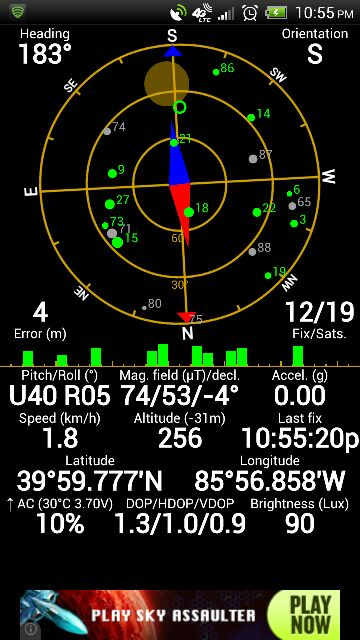 4G LTE 10:55 PM
Heading Orientation
183° S
S
SE SW
86
14
74
21 87
9
E W
6
27 65
18 22 3
73
71
15
60°
88
19
NE NW
30°
80
75
N
4 12/19
Error (m) Fix/Sats.
Pitch/Roll (°) Mag. field (µT)/decl. Accel. (g)
U40 R05 74/53/-4° 0.00
Speed (km/h) Altitude (-31m) Last fix
1.8 256 10:55:20p
Latitude Longitude
39°59.777'N 85°56.858'W
↑ AC (30°C 3.70V) DOP/HDOP/VDOP Brightness (Lux)
10% 1.3/1.0/0.9 90
PLAY SKY ASSAULTER PLAY
NOW